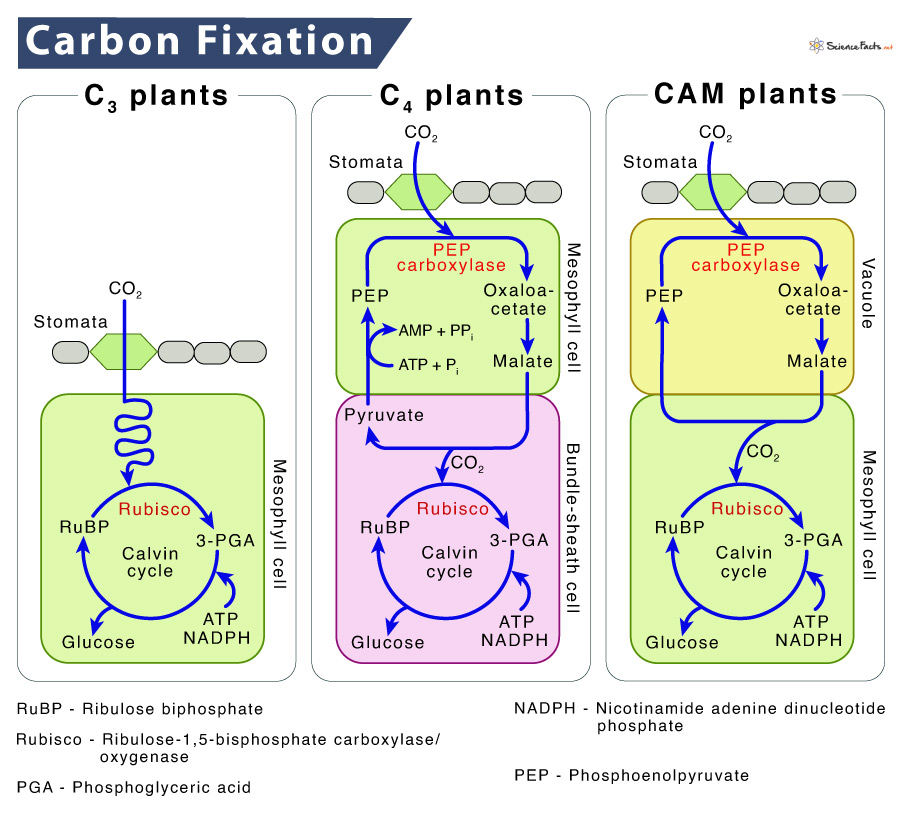 Carbon Fixation
ScienceFacts.net
C3 plants
CO2
Stomata
Mesophyll cell
RuBP
Rubisco
3-PGA
Calvin
cycle
Glucose
ATP
NADPH
C4 plants
CO2
Stomata
PEP
carboxylase
PEP
Oxaloa-
cetate
AMP + PPi
ATP + Pi
Malate
Mesophyll cell
Pyruvate
CO2
Bundle-sheath cell
RuBP
Rubisco
3-PGA
Calvin
cycle
Glucose
ATP
NADPH
CAM plants
CO2
Stomata
PEP
carboxylase
PEP
Oxaloa-
cetate
Malate
Vacuole
CO2
Mesophyll cell
RuBP
Rubisco
3-PGA
Calvin
cycle
Glucose
ATP
NADPH
RuBP - Ribulose biphosphate
Rubisco - Ribulose-1,5-bisphosphate carboxylase/
oxygenase
PGA - Phosphoglyceric acid
NADPH - Nicotinamide adenine dinucleotide
phosphate
PEP - Phosphoenolpyruvate